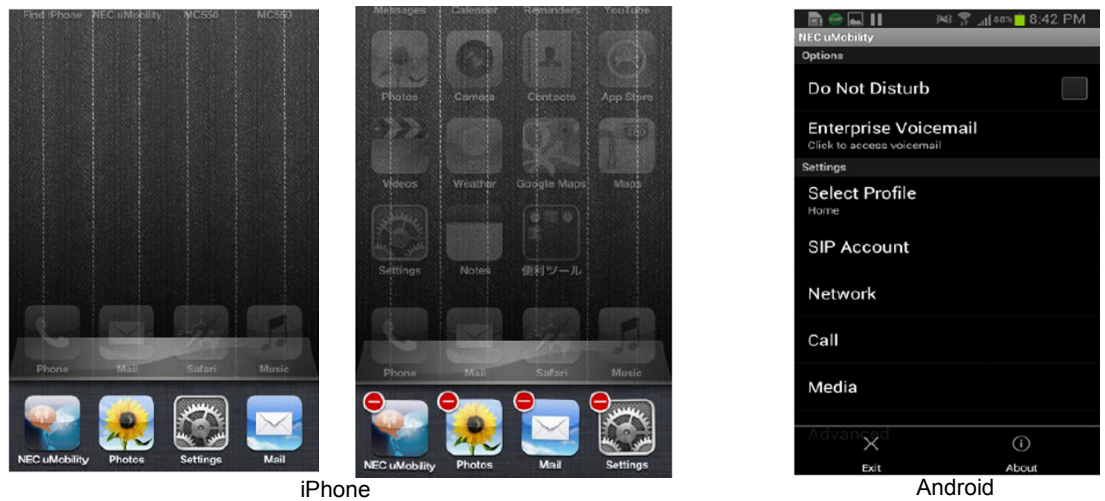 Find iPhone NEC uMobility MC550 MC550
Phone Mail Safari Music
NEC uMobility Photos Settings Mail
Messages Calendar Reminders YouTube
Photos Camera Contacts App Store
Videos Weather Google Maps Maps
Settings Notes 便利ツール
Phone Mail Safari Music
NEC uMobility Photos Mail Settings
iPhone
88% 8:42 PM
NEC uMobility
Options
Do Not Disturb
Enterprise Voicemail
Click to access voicemail
Settings
Select Profile
Home
SIP Account
Network
Call
Media
Advanced
Exit About
Android